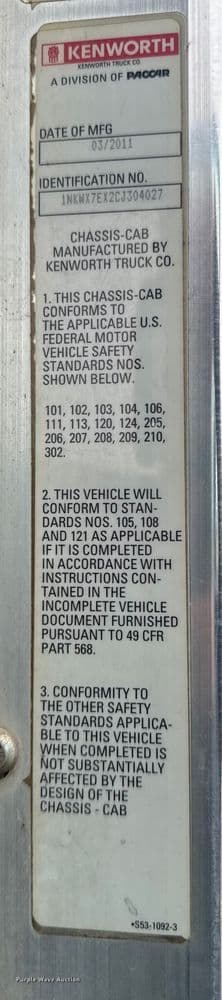 KENWORTH
KENWORTH TRUCK CO.
A DIVISION OF PACCAR
DATE OF MFG
03/2011
IDENTIFICATION NO.
1NKWX7EX2CJ304027
CHASSIS-CAB
MANUFACTURED BY
KENWORTH TRUCK CO.
1. THIS CHASSIS-CAB
CONFORMS TO
THE APPLICABLE U.S.
FEDERAL MOTOR
VEHICLE SAFETY
STANDARDS NOS.
SHOWN BELOW.
101, 102, 103, 104, 106,
111, 113, 120, 124, 205,
206, 207, 208, 209, 210,
302.
2. THIS VEHICLE WILL
CONFORM TO STAN-
DARDS NOS. 105, 108
AND 121 AS APPLICABLE
IF IT IS COMPLETED
IN ACCORDANCE WITH
INSTRUCTIONS CON-
TAINED IN THE
INCOMPLETE VEHICLE
DOCUMENT FURNISHED
PURSUANT TO 49 CFR
PART 568.
3. CONFORMITY TO
THE OTHER SAFETY
STANDARDS APPLICA-
BLE TO THIS VEHICLE
WHEN COMPLETED IS
NOT SUBSTANTIALLY
AFFECTED BY THE
DESIGN OF THE
CHASSIS - CAB
•S53-1092-3
Purple Wave Auction